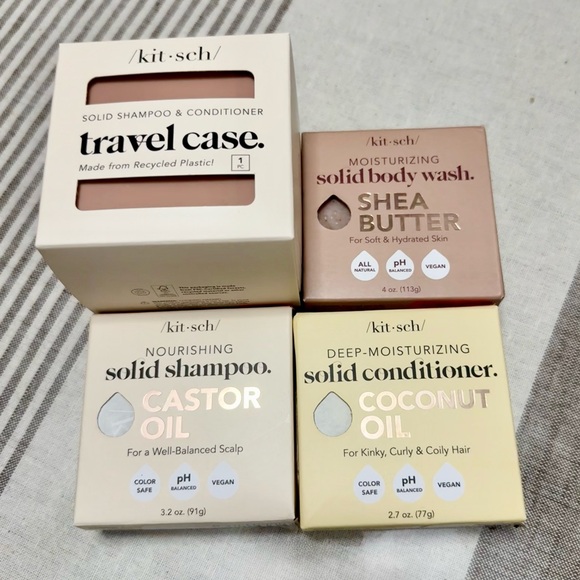 /kit·sch/
SOLID SHAMPOO & CONDITIONER
travel case.
Made from Recycled Plastic!
1
PC
/kit·sch/
MOISTURIZING
solid body wash.
SHEA
BUTTER
For Soft & Hydrated Skin
ALL
NATURAL
pH
BALANCED
VEGAN
4 oz. (113g)
/kit·sch/
NOURISHING
solid shampoo.
CASTOR
OIL
For a Well-Balanced Scalp
COLOR
SAFE
pH
BALANCED
VEGAN
3.2 oz. (91g)
/kit·sch/
DEEP-MOISTURIZING
solid conditioner.
COCONUT
OIL
For Kinky, Curly & Coily Hair
COLOR
SAFE
pH
BALANCED
VEGAN
2.7 oz. (77g)